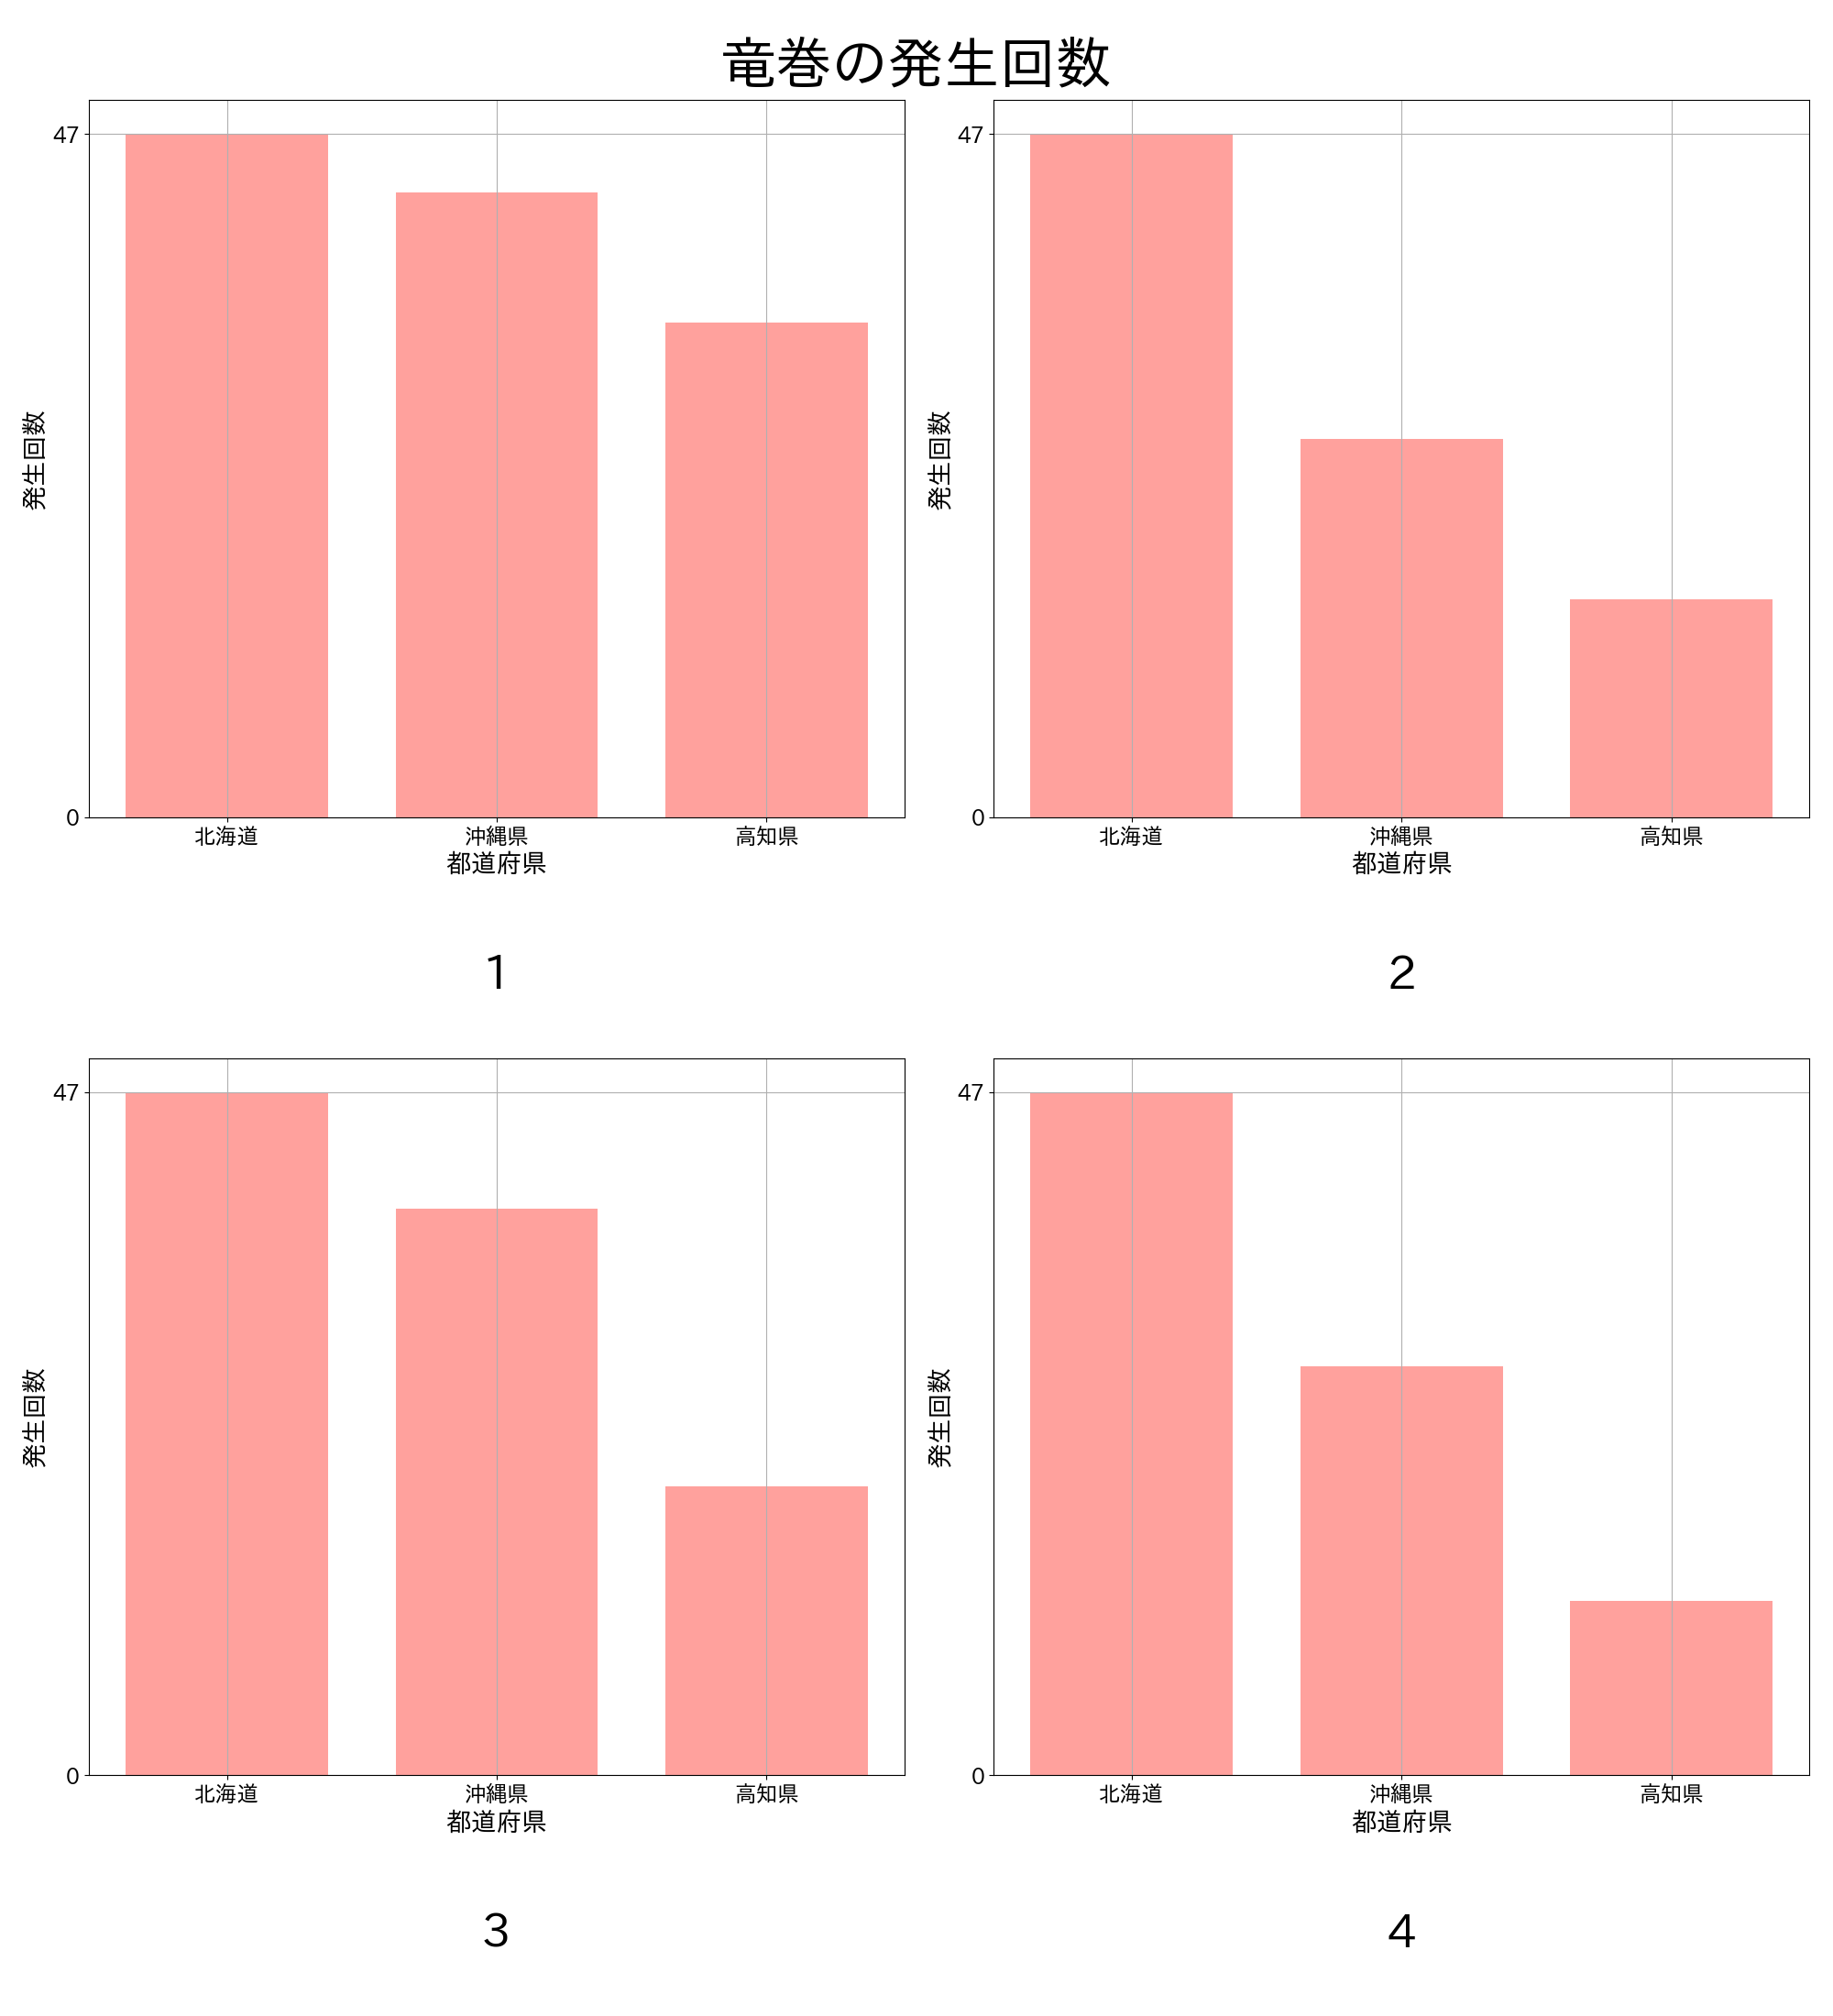 竜巻の発生回数
47
0
発生回数
北海道 沖縄県 高知県
都道府県
1
47
0
発生回数
北海道 沖縄県 高知県
都道府県
2
47
0
発生回数
北海道 沖縄県 高知県
都道府県
3
47
0
発生回数
北海道 沖縄県 高知県
都道府県
4